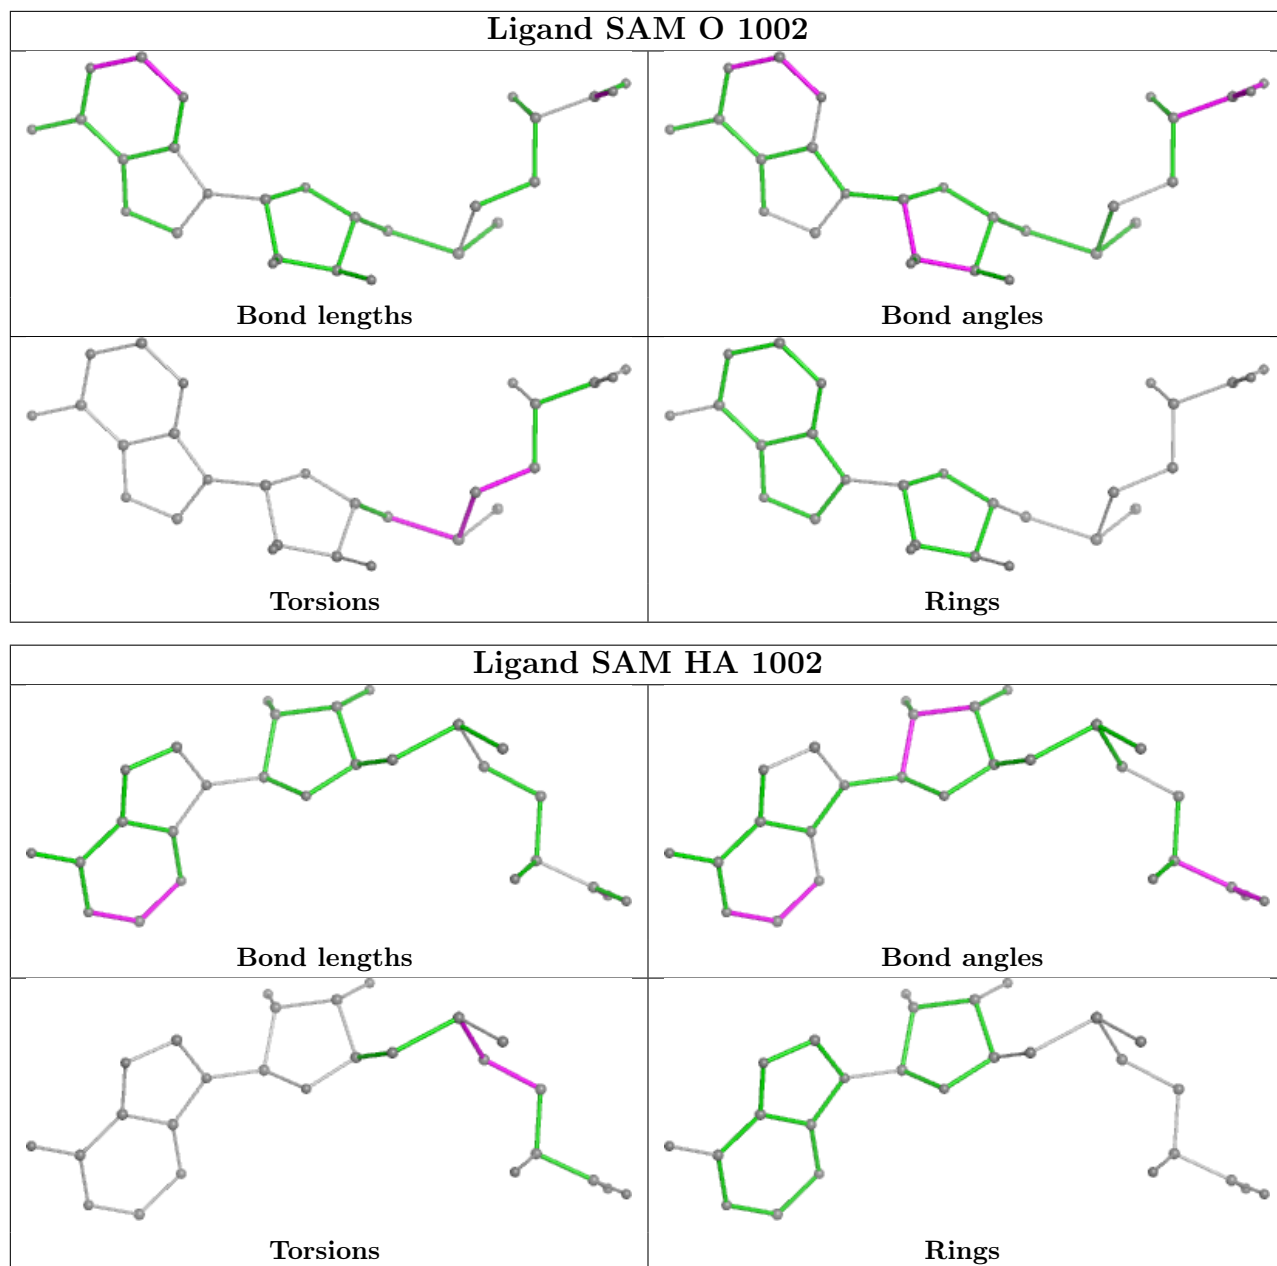 Ligand SAM O 1002
Bond lengths
Bond angles
Torsions
Rings
Ligand SAM HA 1002
Bond lengths
Bond angles
Torsions
Rings